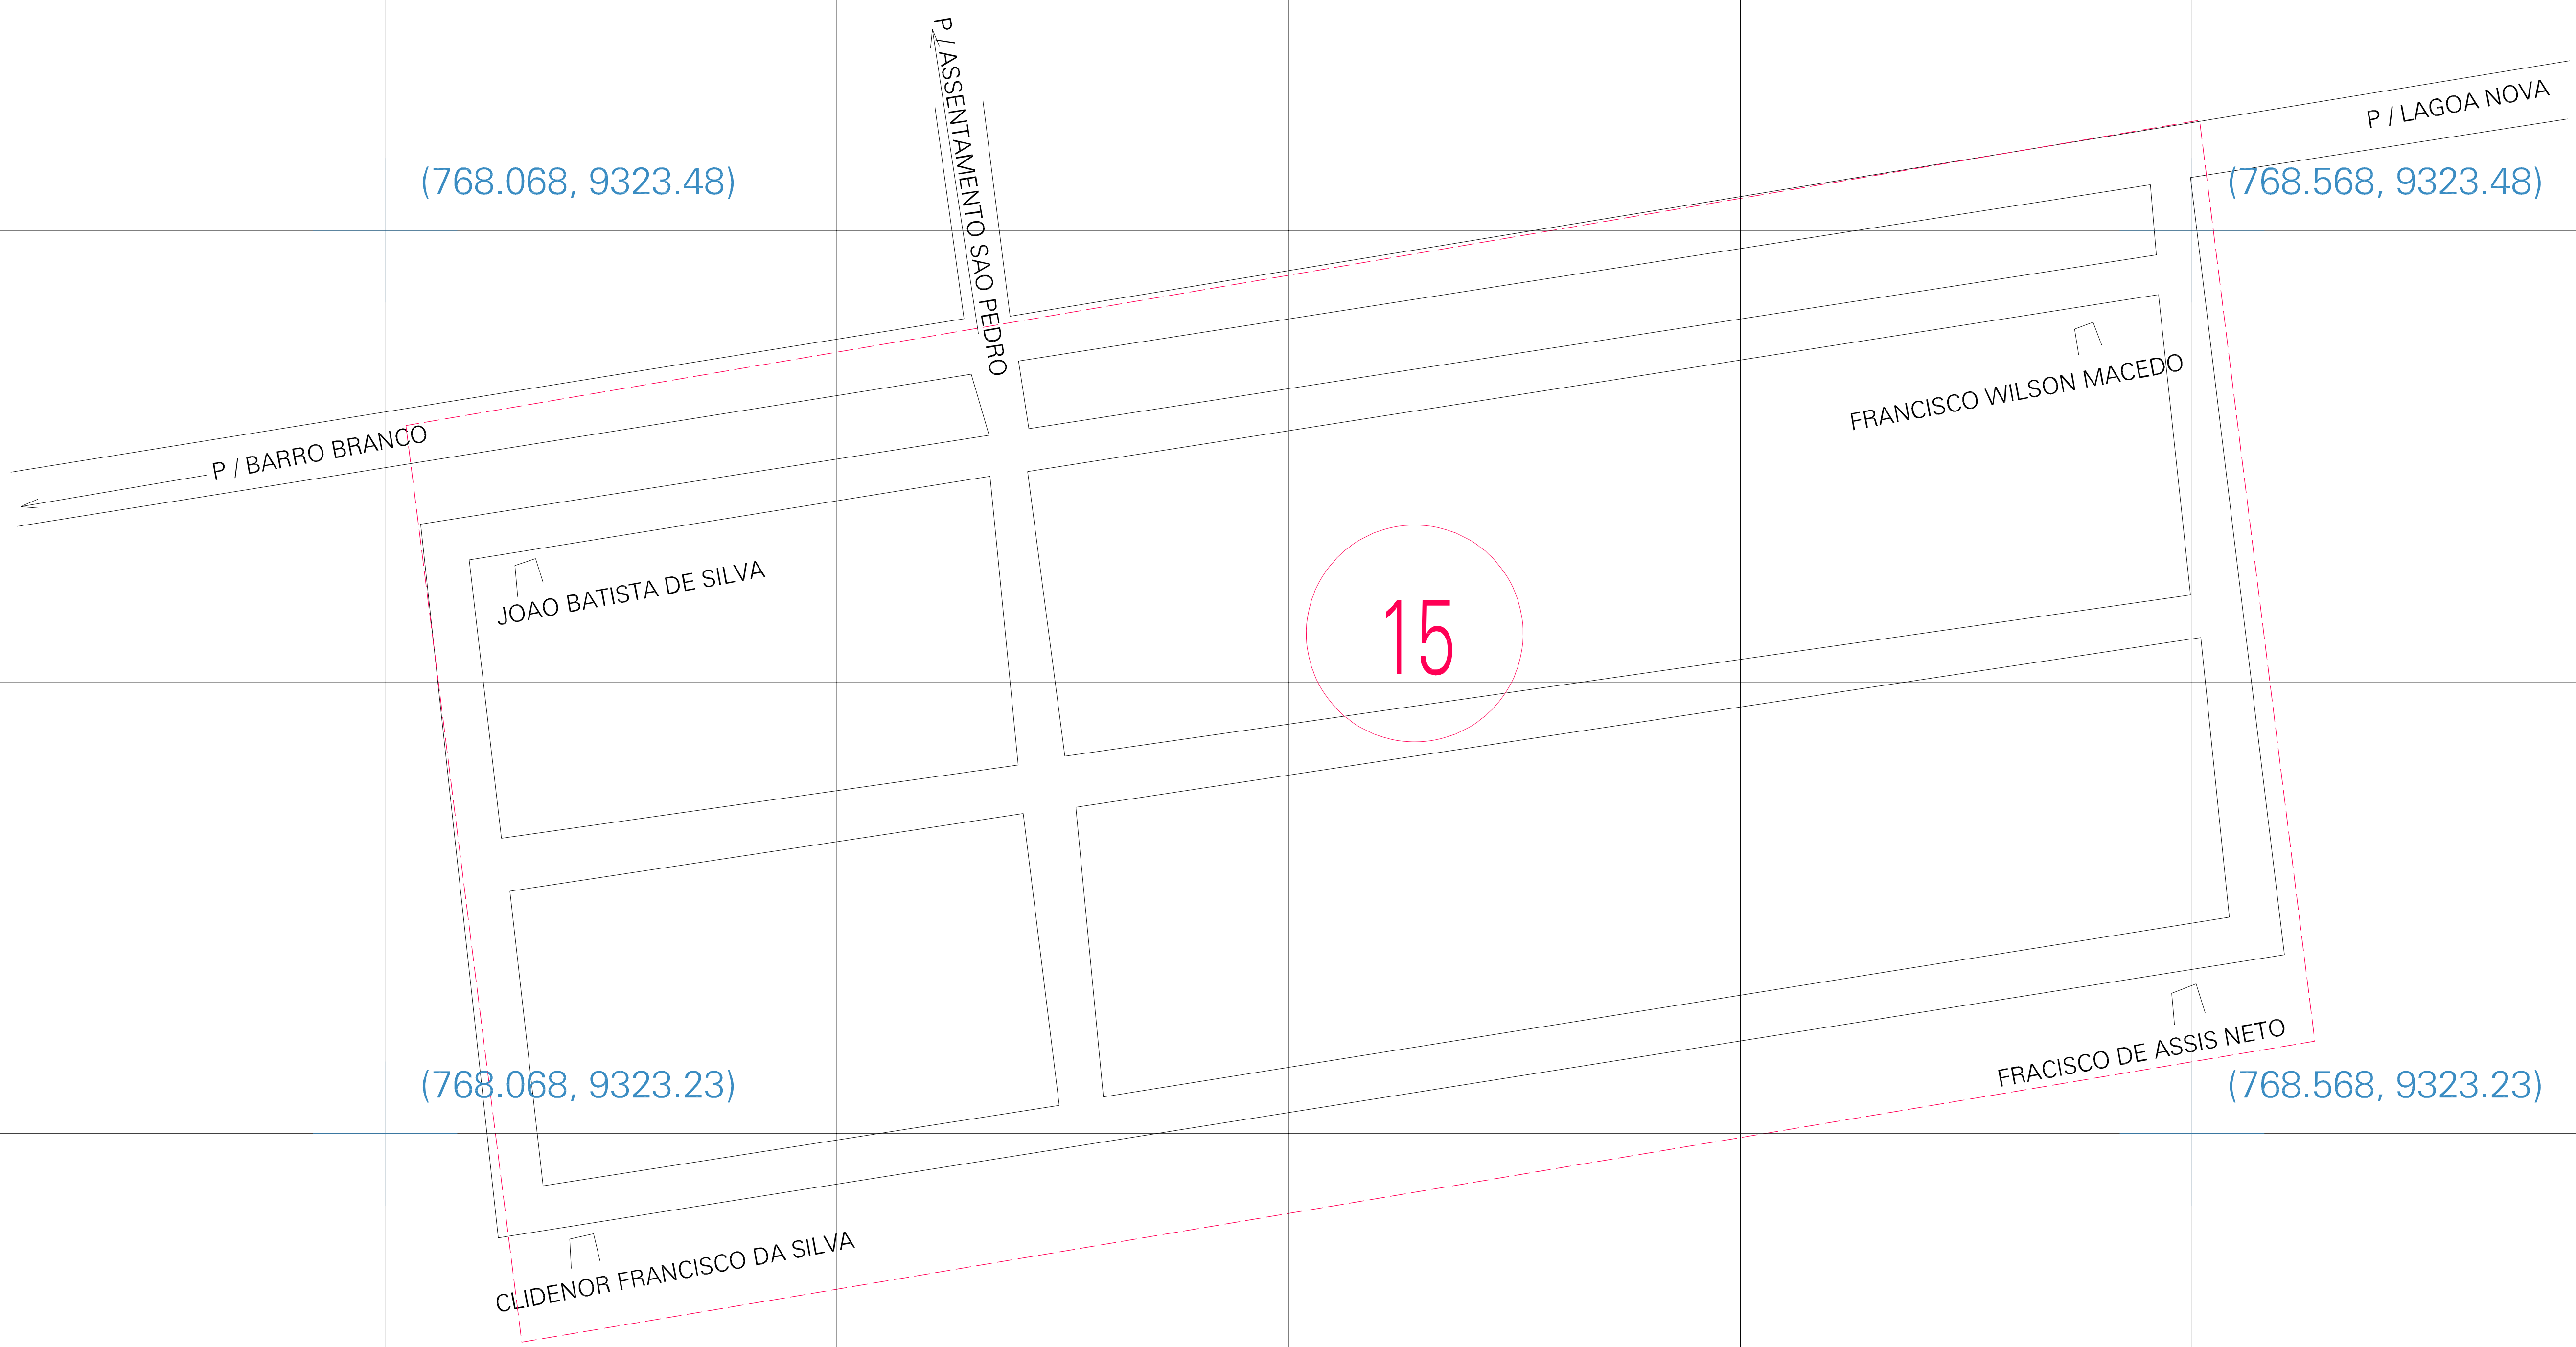 P / ASSENTAMENTO SAO PEDRO
P / LAGOA NOVA
(768.068, 9323.48)
(768.568, 9323.48)
P / BARRO BRANCO
FRANCISCO WILSON MACEDO
JOAO BATISTA DE SILVA
15
FRACISCO DE ASSIS NETO
(768.068, 9323.23)
(768.568, 9323.23)
CLIDENOR FRANCISCO DA SILVA